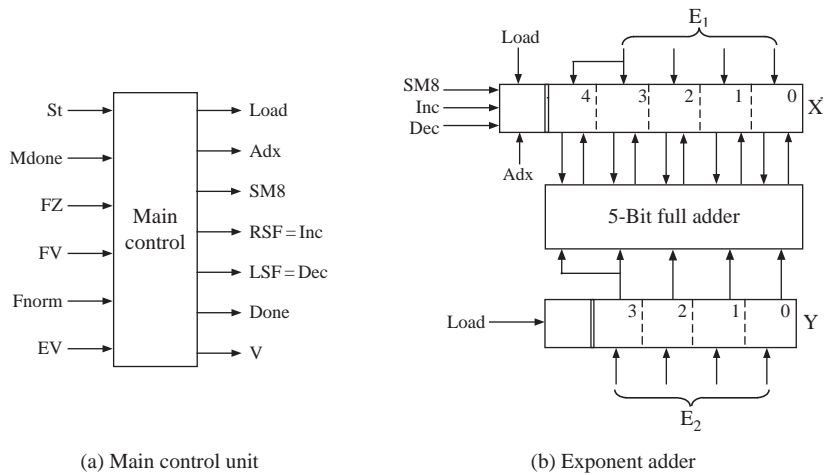 St
Mdone
FZ
FV
Fnorm
EV
Main
control
Load
Adx
SM8
RSF = Inc
LSF = Dec
Done
V
(a) Main control unit
E1
Load
SM8
Inc
Dec
4 3 2 1 0
X
Adx
5-Bit full adder
Load
3 2 1 0
Y
E2
(b) Exponent adder